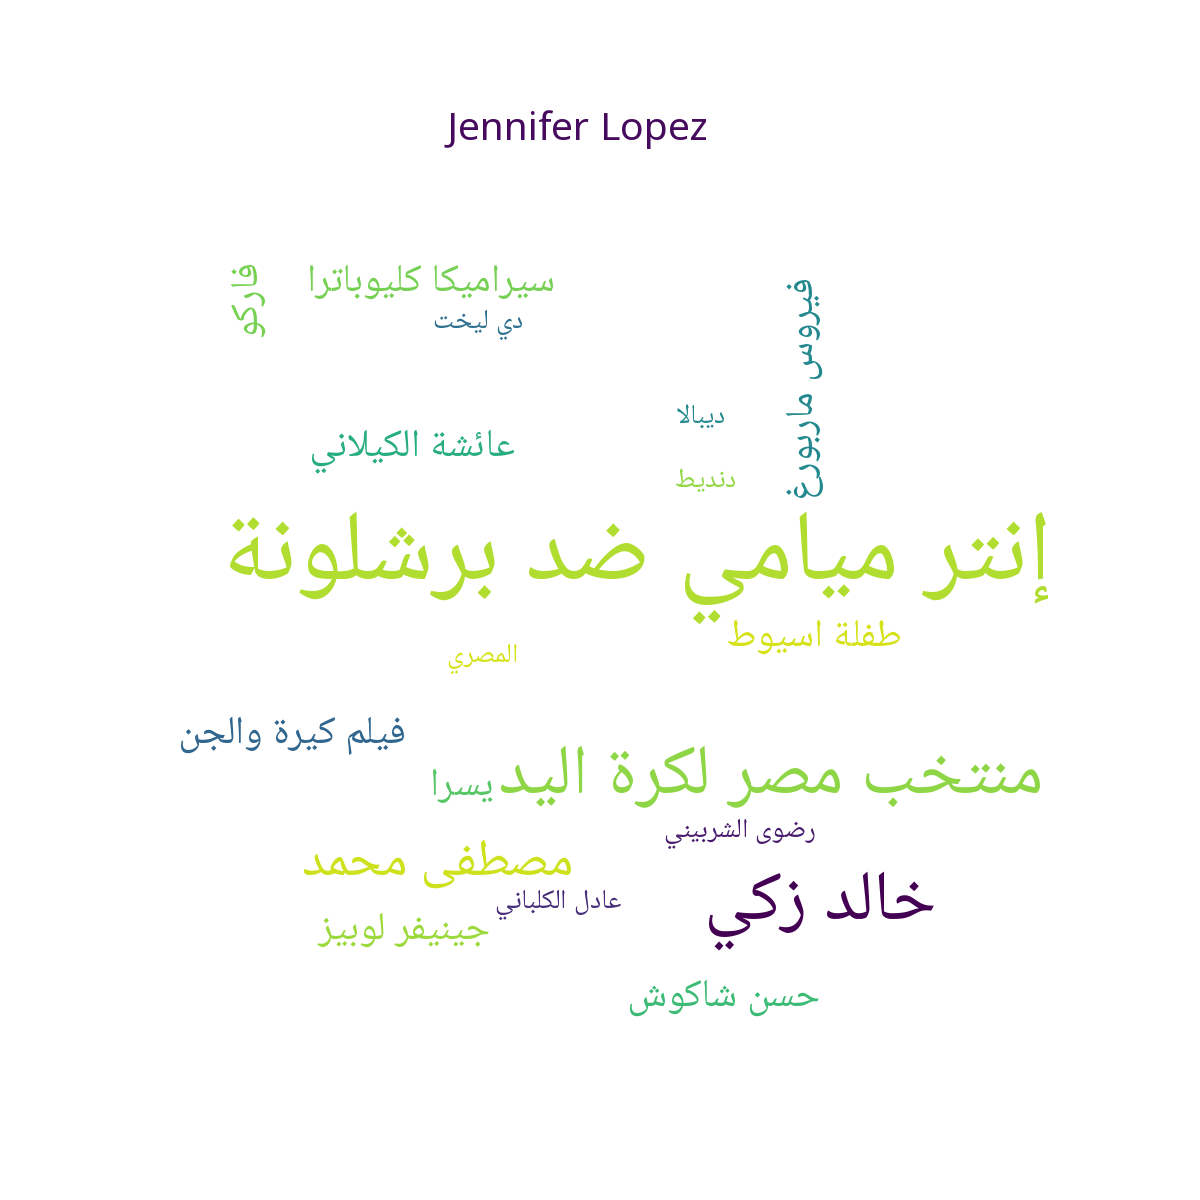 Jennifer Lopez
سيراميكا كليوباترا
فاركو
دي ليخت
فيروس ماربورغ
ديبالا
عائشة الكيلاني
دنديط
إنتر ميامي ضد برشلونة
طفلة اسيوط
المصري
فيلم كيرة والجن
منتخب مصر لكرة اليد
يسرا
رضوى الشربيني
مصطفى محمد
خالد زكي
عادل الكلباني
جينيفر لوبيز
حسن شاكوش